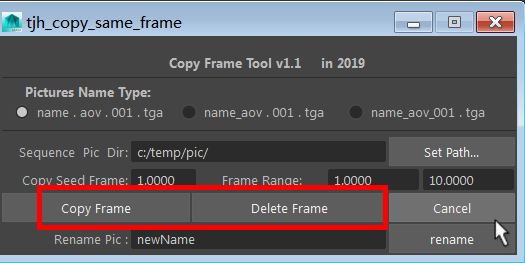 tjh_copy_same_frame
Copy Frame Tool v1.1 in 2019
Pictures Name Type:
name . aov . 001 . tga name_aov . 001 . tga name_aov_001 . tga
Sequence Pic Dir: c:/temp/pic/ Set Path...
Copy Seed Frame: 1.0000 Frame Range: 1.0000 10.0000
Copy Frame Delete Frame Cancel
Rename Pic : newName rename